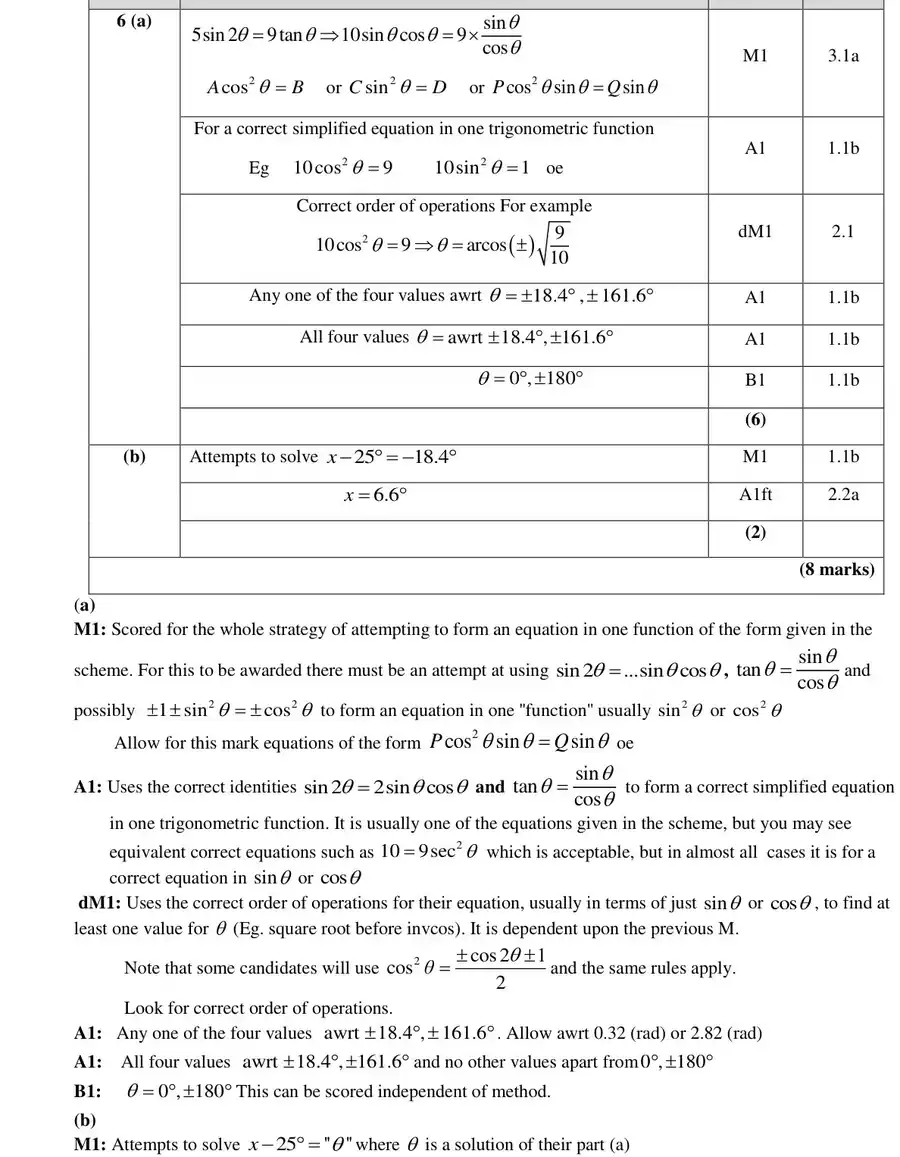 6 (a)
5 sin 2θ = 9 tan θ ⇒ 10 sin θ cos θ = 9 × sin θ / cos θ
A cos² θ = B or C sin² θ = D or P cos² θ sin θ = Q sin θ
M1 3.1a
For a correct simplified equation in one trigonometric function
Eg 10 cos² θ = 9 10 sin² θ = 1 oe
A1 1.1b
Correct order of operations For example
10 cos² θ = 9 ⇒ θ = arccos (±) √(9/10)
dM1 2.1
Any one of the four values awrt θ = ±18.4° , ± 161.6° A1 1.1b
All four values θ = awrt ±18.4°, ±161.6° A1 1.1b
θ = 0°, ±180° B1 1.1b
(6)
(b) Attempts to solve x − 25° = −18.4° M1 1.1b
x = 6.6° A1ft 2.2a
(2)
(8 marks)
(a)
M1: Scored for the whole strategy of attempting to form an equation in one function of the form given in the
scheme. For this to be awarded there must be an attempt at using sin 2θ = ...sin θ cos θ , tan θ = sin θ / cos θ and
possibly ±1 ± sin² θ = ± cos² θ to form an equation in one "function" usually sin² θ or cos² θ
Allow for this mark equations of the form P cos² θ sin θ = Q sin θ oe
A1: Uses the correct identities sin 2θ = 2 sin θ cos θ and tan θ = sin θ / cos θ to form a correct simplified equation
in one trigonometric function. It is usually one of the equations given in the scheme, but you may see
equivalent correct equations such as 10 = 9 sec² θ which is acceptable, but in almost all cases it is for a
correct equation in sin θ or cos θ
dM1: Uses the correct order of operations for their equation, usually in terms of just sin θ or cos θ , to find at
least one value for θ (Eg. square root before invcos). It is dependent upon the previous M.
Note that some candidates will use cos² θ = (± cos 2θ ± 1) / 2 and the same rules apply.
Look for correct order of operations.
A1: Any one of the four values awrt ±18.4°, ± 161.6° . Allow awrt 0.32 (rad) or 2.82 (rad)
A1: All four values awrt ±18.4°, ±161.6° and no other values apart from 0°, ±180°
B1: θ = 0°, ±180° This can be scored independent of method.
(b)
M1: Attempts to solve x − 25° = "θ" where θ is a solution of their part (a)